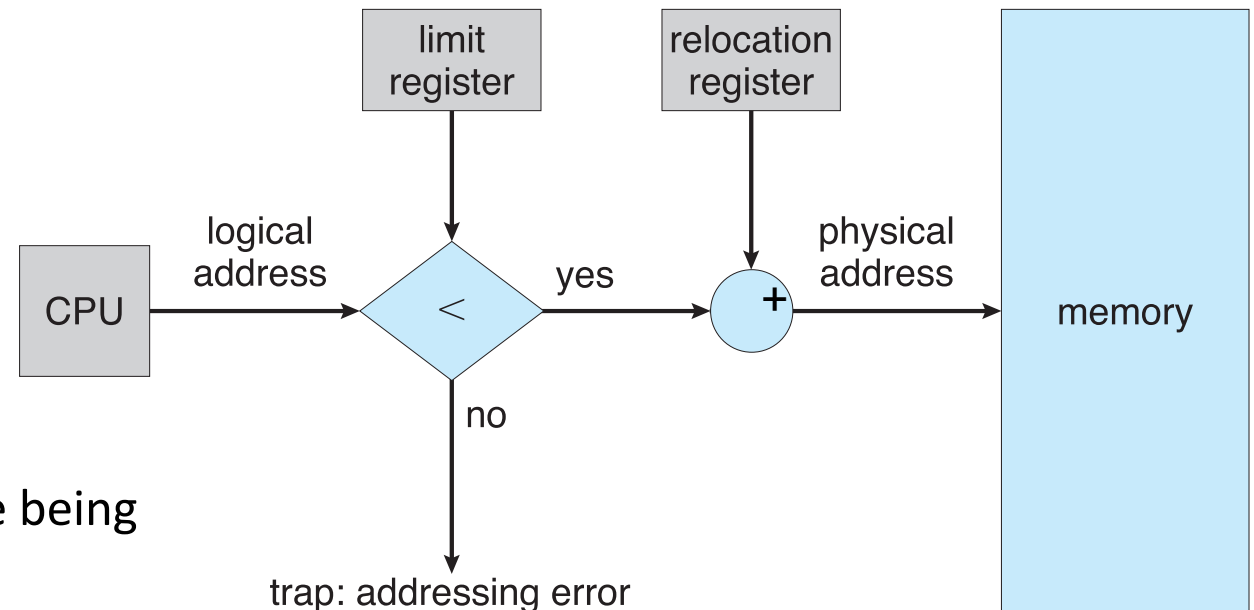 limit
register
relocation
register
logical
address
yes
physical
address
CPU
<
+
memory
no
e being
trap: addressing error